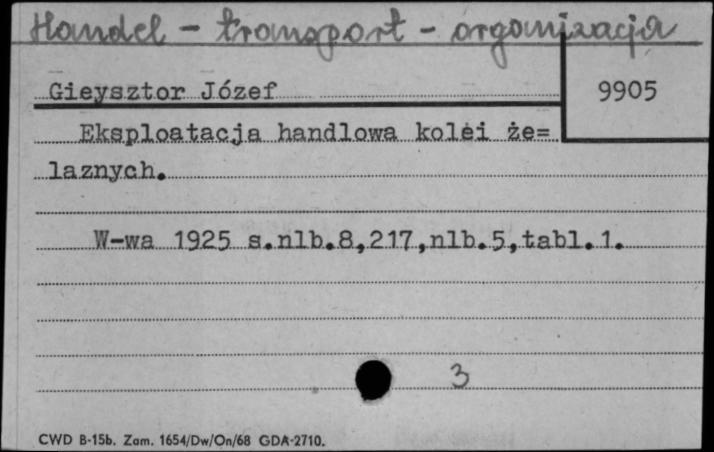 Handel - transport - organizacja
Gieysztor Józef
9905
Eksploatacja handlowa kolei że=
laznych.
W-wa 1925 s.nlb.8,217,nlb.5,tabl.1.
3
CWD B-15b. Zam. 1654/Dw/On/68 GDA-2710.